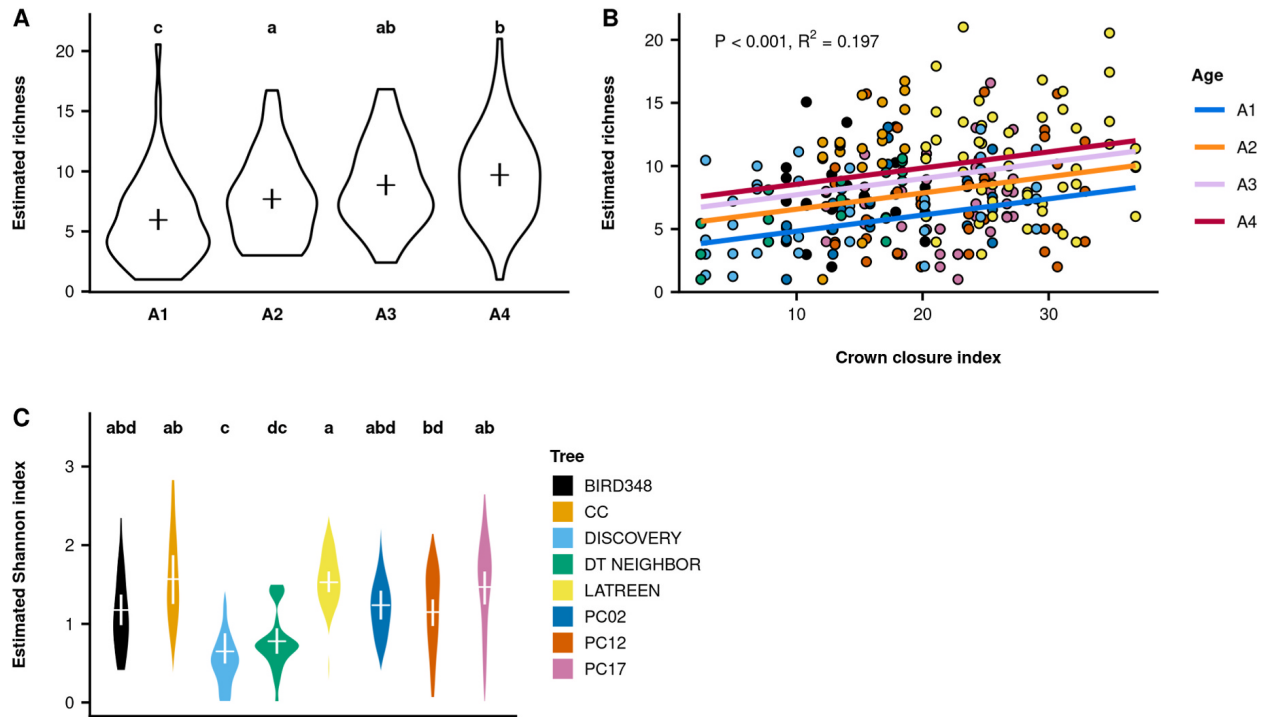 A
c a ab b
Estimated richness
20
15
10
5
0
A1 A2 A3 A4
B
P < 0.001, R² = 0.197
Estimated richness
20
15
10
5
0
10 20 30
Crown closure index
Age
A1
A2
A3
A4
C
abd ab c dc a abd bd ab
Estimated Shannon index
3
2
1
0
Tree
BIRD348
CC
DISCOVERY
DT NEIGHBOR
LATREEN
PC02
PC12
PC17